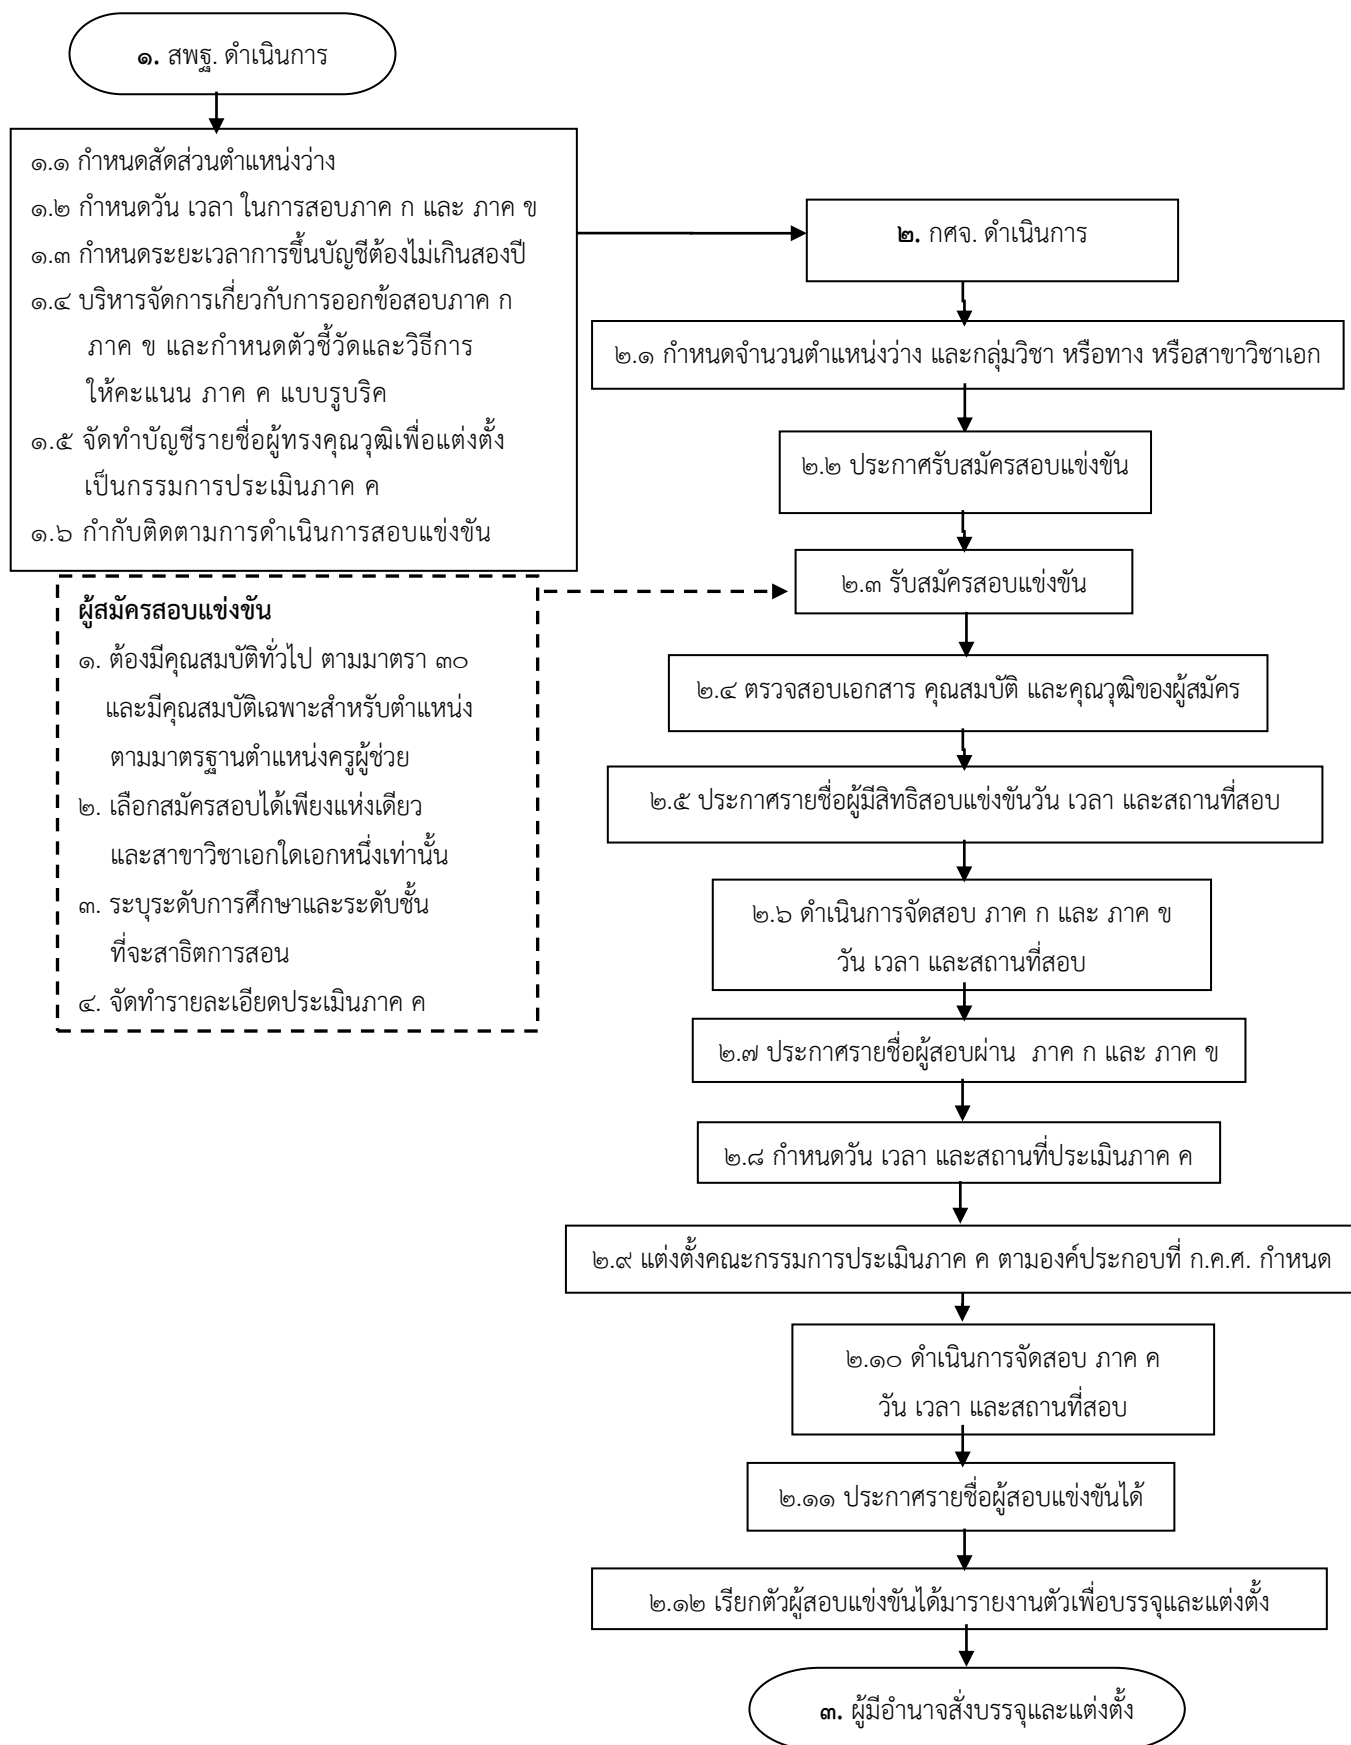 ๑. สพฐ. ดำเนินการ
๑.๑ กำหนดสัดส่วนตำแหน่งว่าง
๑.๒ กำหนดวัน เวลา ในการสอบภาค ก และ ภาค ข
๑.๓ กำหนดระยะเวลาการขึ้นบัญชีต้องไม่เกินสองปี
๑.๔ บริหารจัดการเกี่ยวกับการออกข้อสอบภาค ก
ภาค ข และกำหนดตัวชี้วัดและวิธีการ
ให้คะแนน ภาค ค แบบรูบริค
๑.๕ จัดทำบัญชีรายชื่อผู้ทรงคุณวุฒิเพื่อแต่งตั้ง
เป็นกรรมการประเมินภาค ค
๑.๖ กำกับติดตามการดำเนินการสอบแข่งขัน
ผู้สมัครสอบแข่งขัน
๑. ต้องมีคุณสมบัติทั่วไป ตามมาตรา ๓๐
และมีคุณสมบัติเฉพาะสำหรับตำแหน่ง
ตามมาตรฐานตำแหน่งครูผู้ช่วย
๒. เลือกสมัครสอบได้เพียงแห่งเดียว
และสาขาวิชาเอกใดเอกหนึ่งเท่านั้น
๓. ระบุระดับการศึกษาและระดับชั้น
ที่จะสาธิตการสอน
๔. จัดทำรายละเอียดประเมินภาค ค
๒. กศจ. ดำเนินการ
๒.๑ กำหนดจำนวนตำแหน่งว่าง และกลุ่มวิชา หรือทาง หรือสาขาวิชาเอก
๒.๒ ประกาศรับสมัครสอบแข่งขัน
๒.๓ รับสมัครสอบแข่งขัน
๒.๔ ตรวจสอบเอกสาร คุณสมบัติ และคุณวุฒิของผู้สมัคร
๒.๕ ประกาศรายชื่อผู้มีสิทธิสอบแข่งขันวัน เวลา และสถานที่สอบ
๒.๖ ดำเนินการจัดสอบ ภาค ก และ ภาค ข
วัน เวลา และสถานที่สอบ
๒.๗ ประกาศรายชื่อผู้สอบผ่าน ภาค ก และ ภาค ข
๒.๘ กำหนดวัน เวลา และสถานที่ประเมินภาค ค
๒.๙ แต่งตั้งคณะกรรมการประเมินภาค ค ตามองค์ประกอบที่ ก.ค.ศ. กำหนด
๒.๑๐ ดำเนินการจัดสอบ ภาค ค
วัน เวลา และสถานที่สอบ
๒.๑๑ ประกาศรายชื่อผู้สอบแข่งขันได้
๒.๑๒ เรียกตัวผู้สอบแข่งขันได้มารายงานตัวเพื่อบรรจุและแต่งตั้ง
๓. ผู้มีอำนาจสั่งบรรจุและแต่งตั้ง